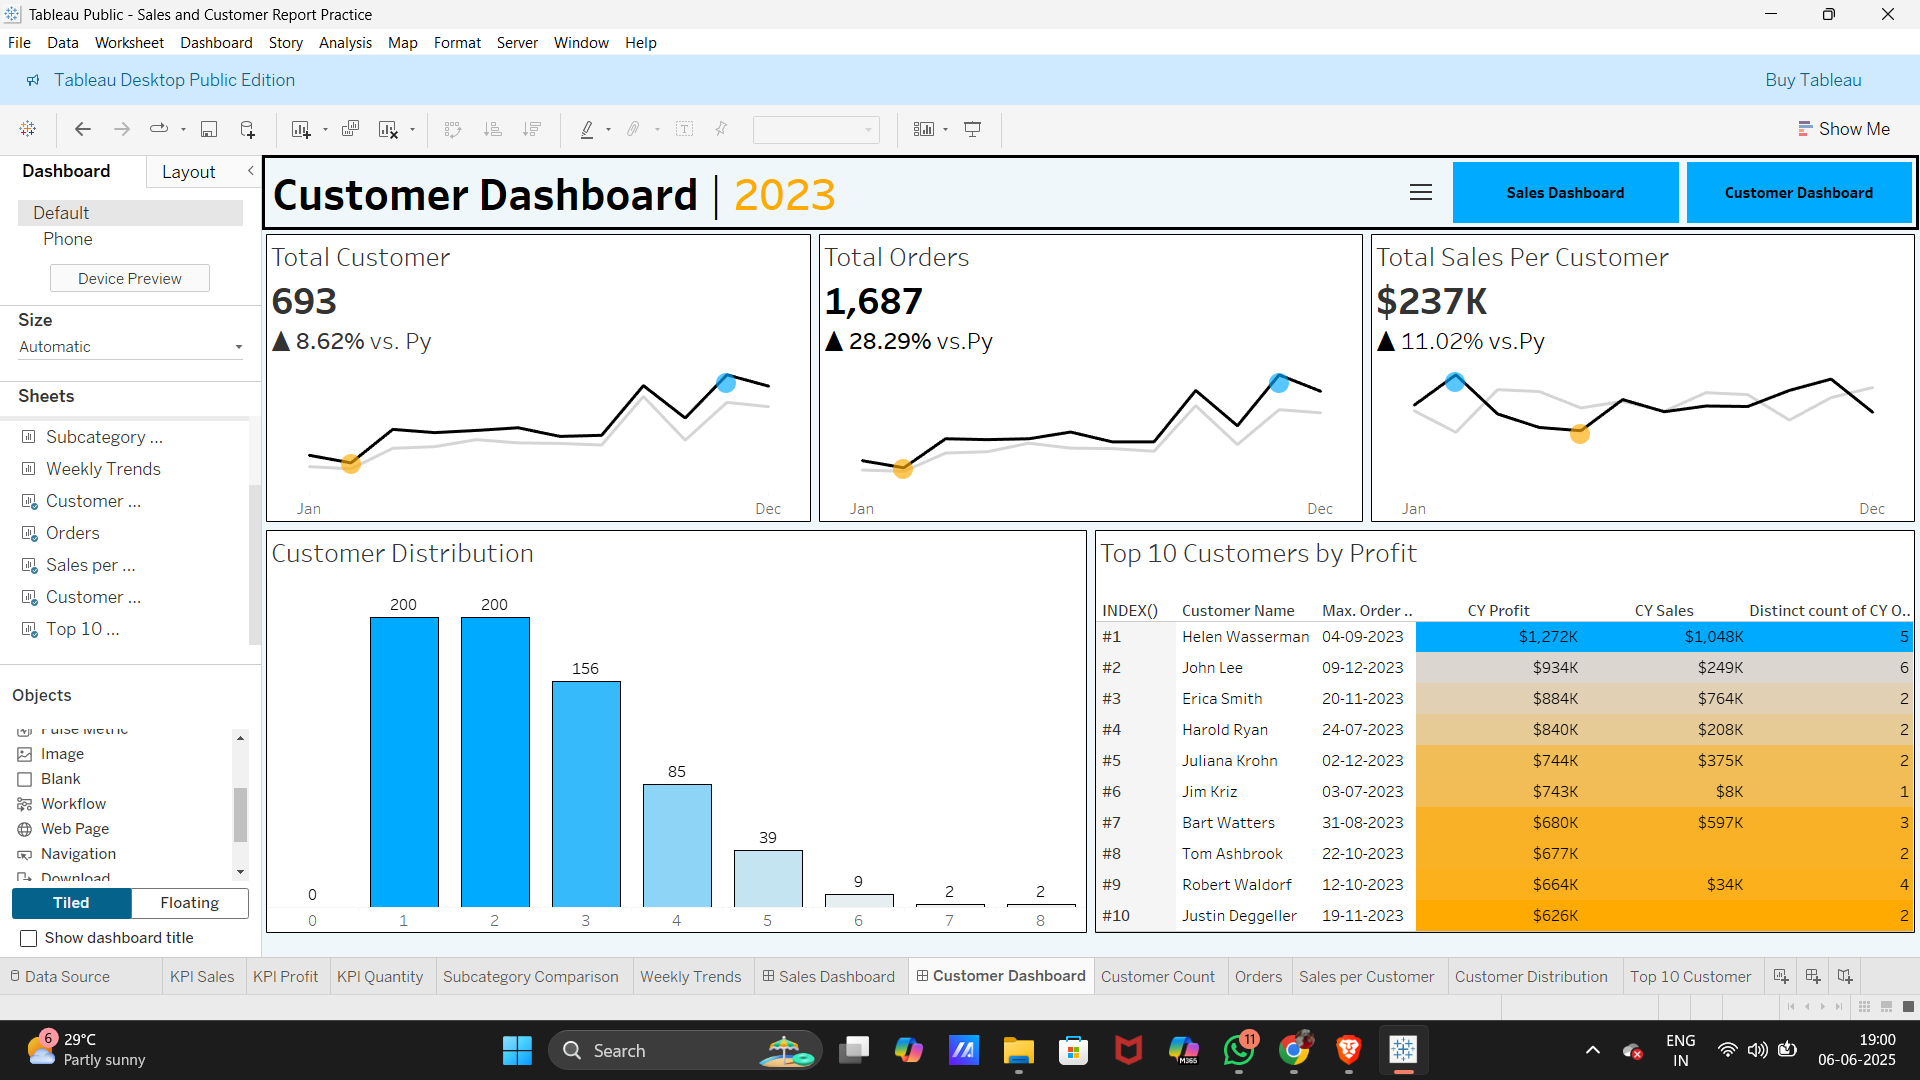 Tableau Public - Sales and Customer Report Practice
File Data Worksheet Dashboard Story Analysis Map Format Server Window Help
Tableau Desktop Public Edition
Buy Tableau
Show Me
Dashboard
Layout
Default
Phone
Device Preview
Size
Automatic
Sheets
Subcategory ...
Weekly Trends
Customer ...
Orders
Sales per ...
Customer ...
Top 10 ...
Objects
Pulse Metric
Image
Blank
Workflow
Web Page
Navigation
Download
Tiled Floating
Show dashboard title
Customer Dashboard | 2023
Sales Dashboard
Customer Dashboard
Total Customer
693
▲ 8.62% vs. Py
Jan Dec
Total Orders
1,687
▲ 28.29% vs.Py
Jan Dec
Total Sales Per Customer
$237K
▲ 11.02% vs.Py
Jan Dec
Customer Distribution
0 200 200 156 85 39 9 2 2
0 1 2 3 4 5 6 7 8
Top 10 Customers by Profit
INDEX() Customer Name Max. Order .. CY Profit CY Sales Distinct count of CY O..
#1 Helen Wasserman 04-09-2023 $1,272K $1,048K 5
#2 John Lee 09-12-2023 $934K $249K 6
#3 Erica Smith 20-11-2023 $884K $764K 2
#4 Harold Ryan 24-07-2023 $840K $208K 2
#5 Juliana Krohn 02-12-2023 $744K $375K 2
#6 Jim Kriz 03-07-2023 $743K $8K 1
#7 Bart Watters 31-08-2023 $680K $597K 3
#8 Tom Ashbrook 22-10-2023 $677K 2
#9 Robert Waldorf 12-10-2023 $664K $34K 4
#10 Justin Deggeller 19-11-2023 $626K 2
Data Source KPI Sales KPI Profit KPI Quantity Subcategory Comparison Weekly Trends Sales Dashboard Customer Dashboard Customer Count Orders Sales per Customer Customer Distribution Top 10 Customer
6
29°C
Partly sunny
Search
M365
11
ENG
IN
19:00
06-06-2025